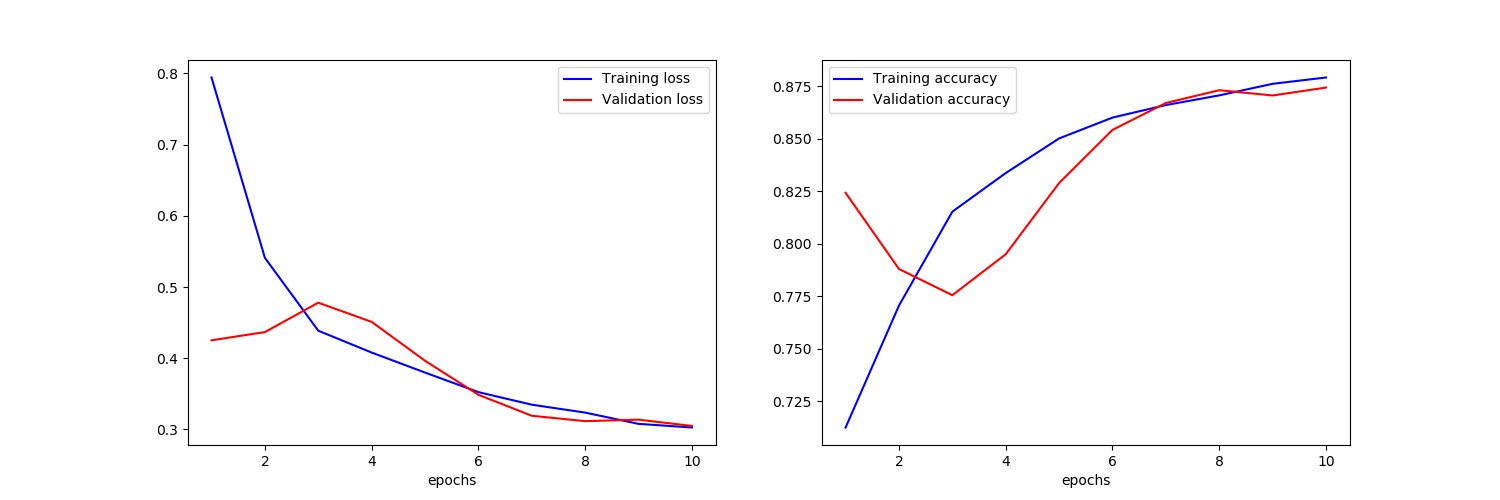 Training loss
Validation loss
0.8
0.7
0.6
0.5
0.4
0.3
2 4 6 8 10
epochs
Training accuracy
Validation accuracy
0.875
0.850
0.825
0.800
0.775
0.750
0.725
2 4 6 8 10
epochs